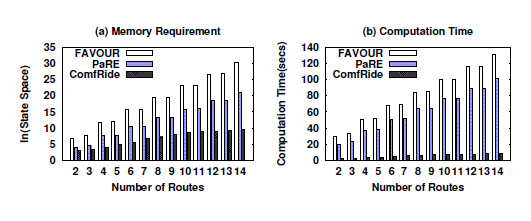 (a) Memory Requirement
35
30
25
20
15
10
5
0
ln(State Space)
FAVOUR
PaRE
ComfRide
2 3 4 5 6 7 8 9 10 11 12 13 14
Number of Routes
(b) Computation Time
140
120
100
80
60
40
20
0
Computation Time(secs)
FAVOUR
PaRE
ComfRide
2 3 4 5 6 7 8 9 10 11 12 13 14
Number of Routes